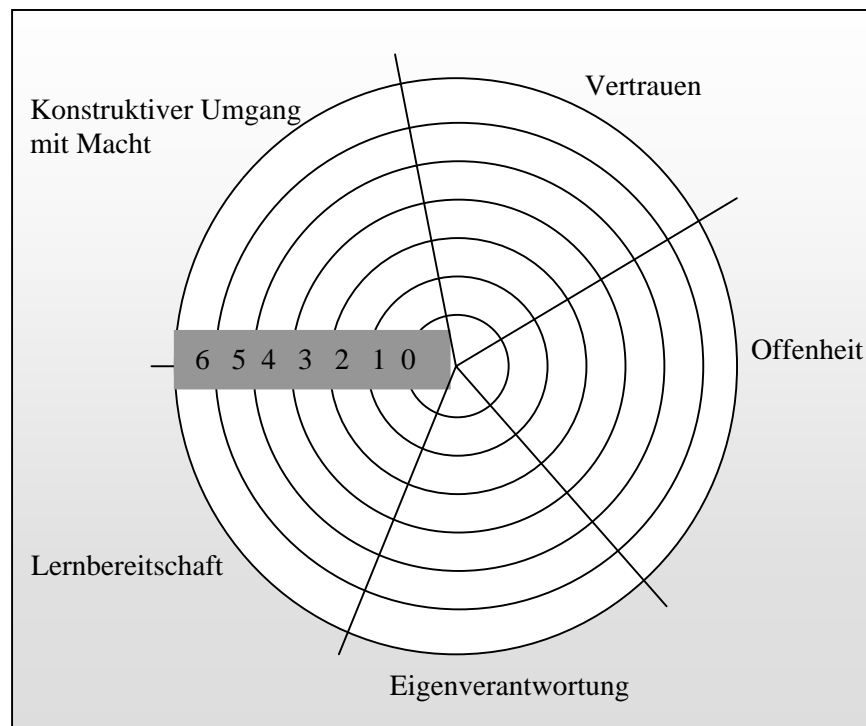 Vertrauen
Konstruktiver Umgang
mit Macht
6 5 4 3 2 1 0
Offenheit
Lernbereitschaft
Eigenverantwortung